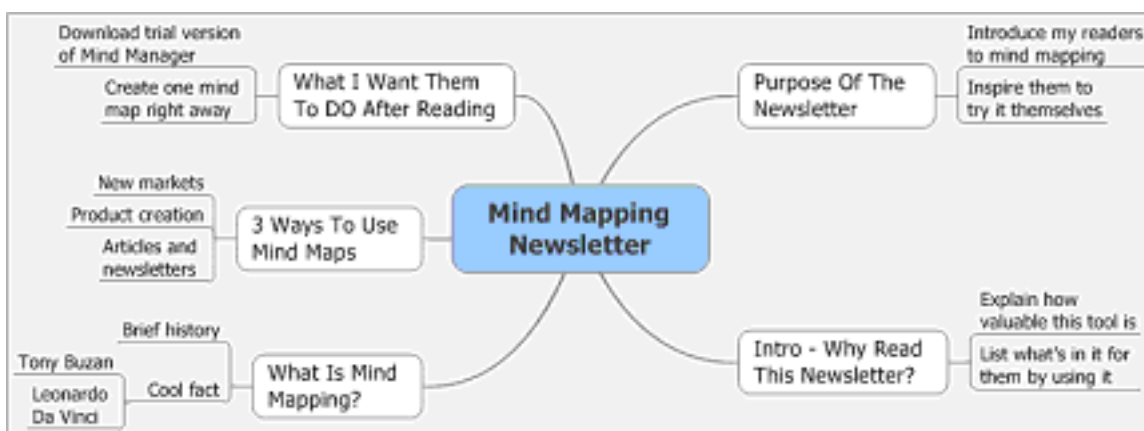 Download trial version
of Mind Manager
Create one mind
map right away
What I Want Them
To DO After Reading
New markets
Product creation
Articles and
newsletters
3 Ways To Use
Mind Maps
Brief history
Tony Buzan
Leonardo
Da Vinci
Cool fact
What Is Mind
Mapping?
Mind Mapping
Newsletter
Purpose Of The
Newsletter
Introduce my readers
to mind mapping
Inspire them to
try it themselves
Intro - Why Read
This Newsletter?
Explain how
valuable this tool is
List what's in it for
them by using it